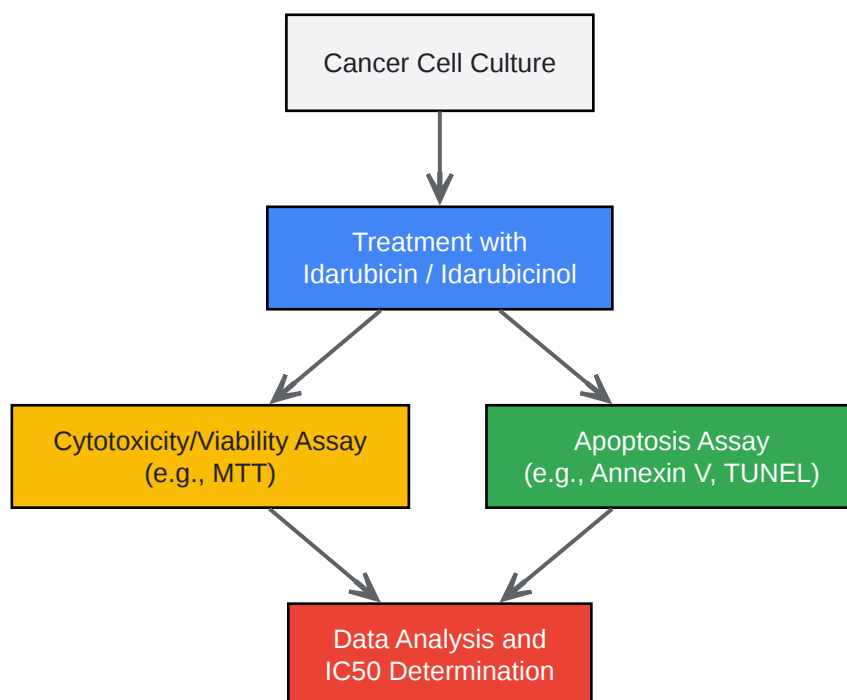 Cancer Cell Culture
Treatment with
Idarubicin / Idarubicinol
Cytotoxicity/Viability Assay
(e.g., MTT)
Apoptosis Assay
(e.g., Annexin V, TUNEL)
Data Analysis and
IC50 Determination